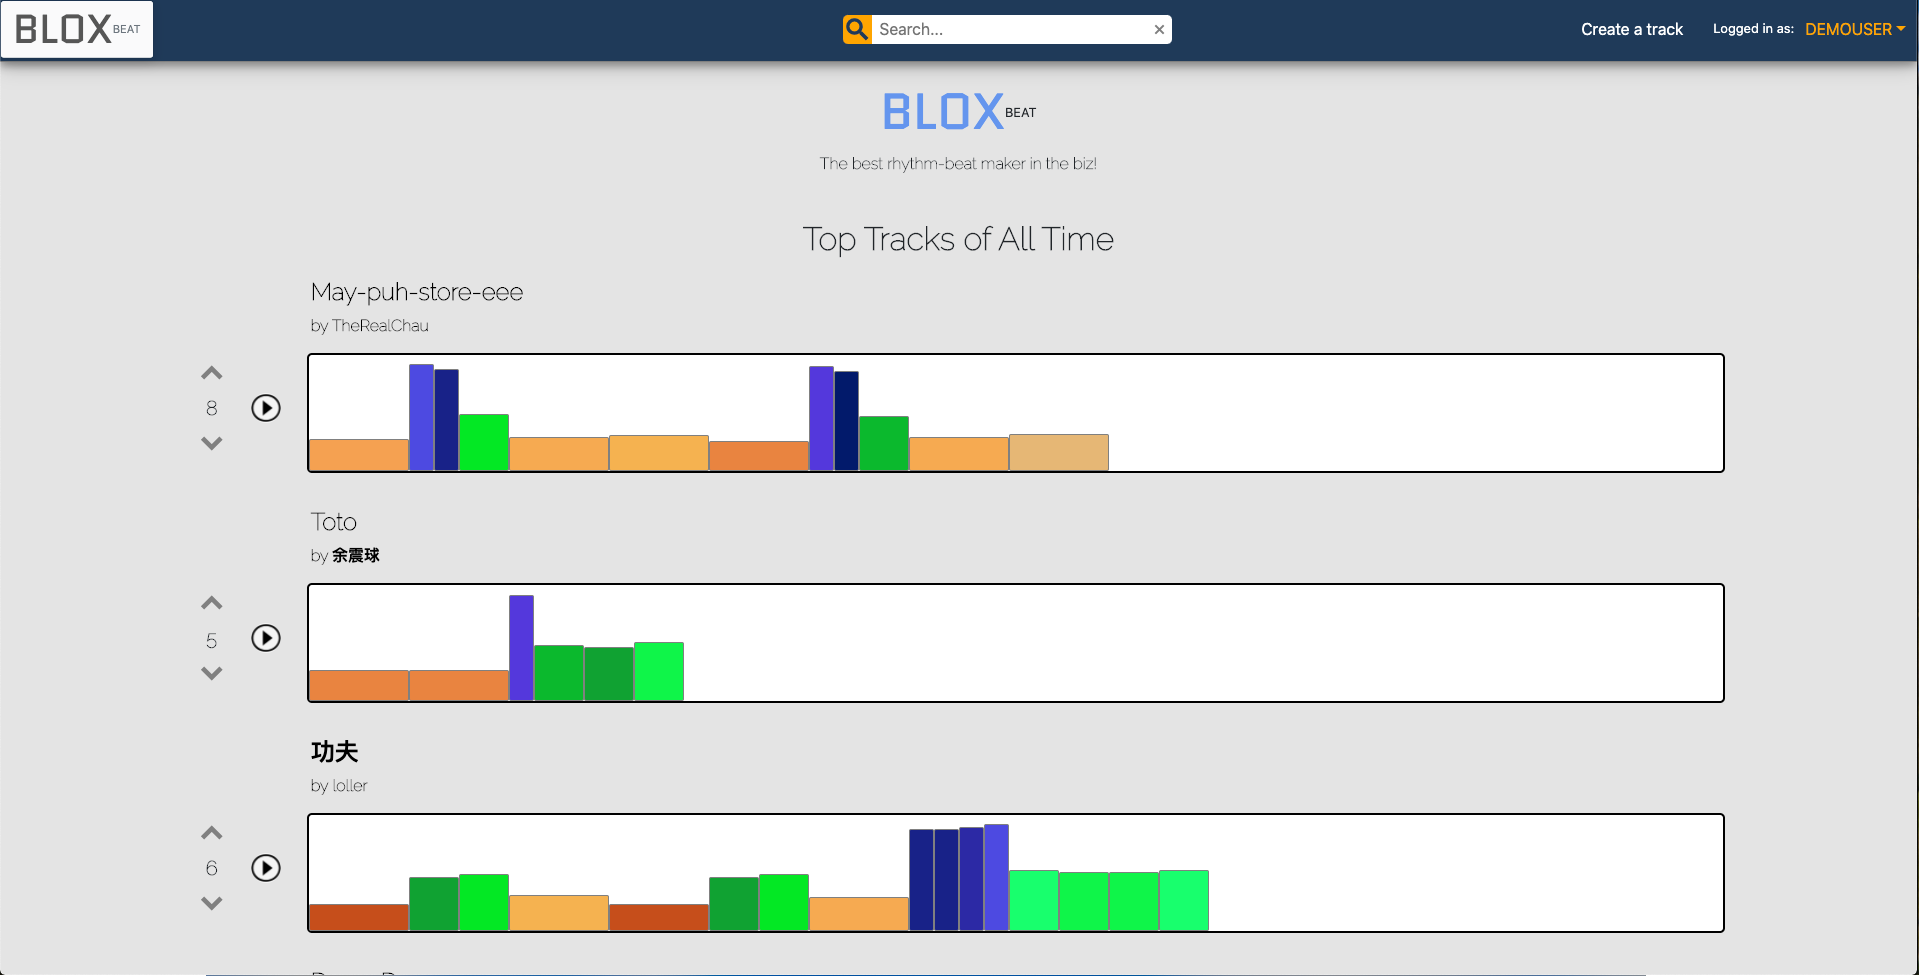 BLOX BEAT
Search...
Create a track
Logged in as: DEMOUSER
BLOX BEAT
The best rhythm-beat maker in the biz!
Top Tracks of All Time
May-puh-store-eee
by TheRealChau
8
Toto
by 余震球
5
功夫
by loller
6